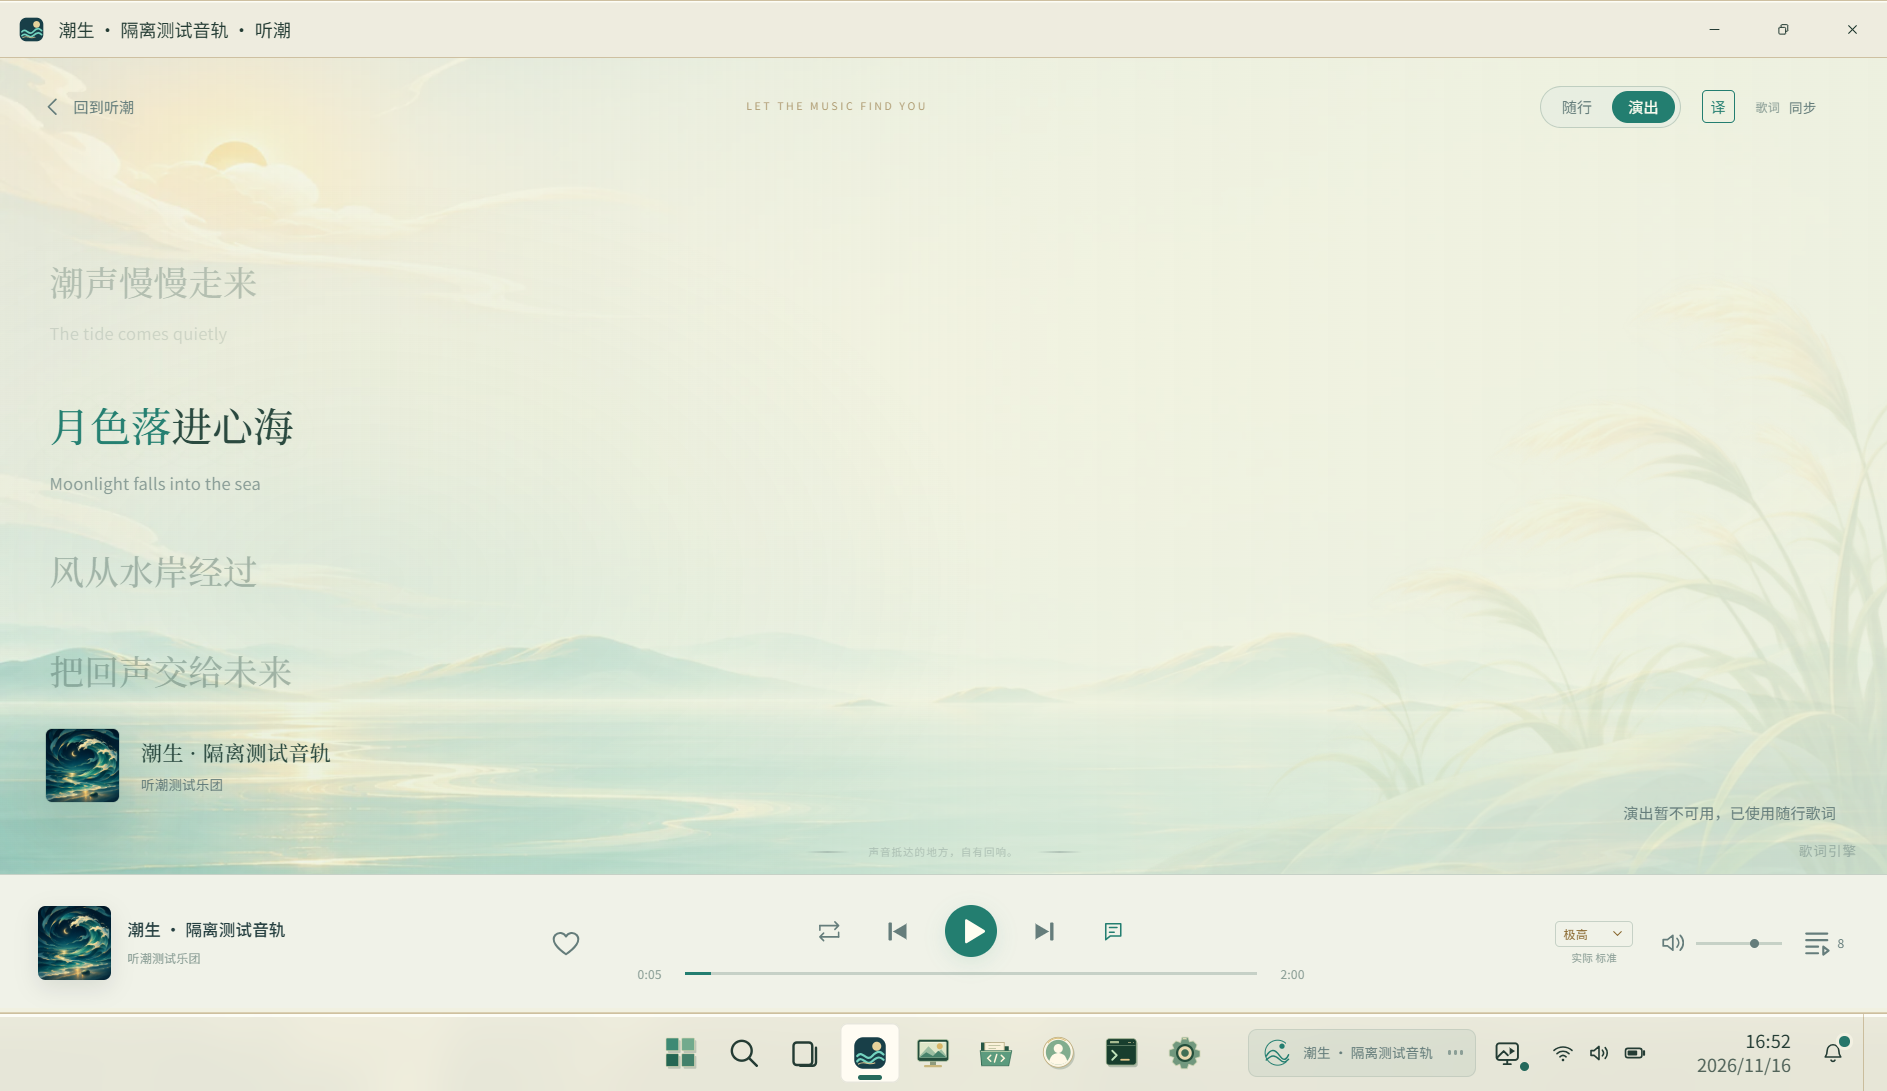 潮生 • 隔离测试音轨 • 听潮
回到听潮
LET THE MUSIC FIND YOU
随行 演出 译 歌词 同步
潮声慢慢走来
The tide comes quietly
月色落进心海
Moonlight falls into the sea
风从水岸经过
把回声交给未来
潮生 · 隔离测试音轨
听潮测试乐团
演出暂不可用，已使用随行歌词
声音抵达的地方，自有回响。
歌词引擎
潮生 • 隔离测试音轨
听潮测试乐团
0:05
2:00
极高
实际 标准
8
潮生 • 隔离测试音轨
16:52
2026/11/16